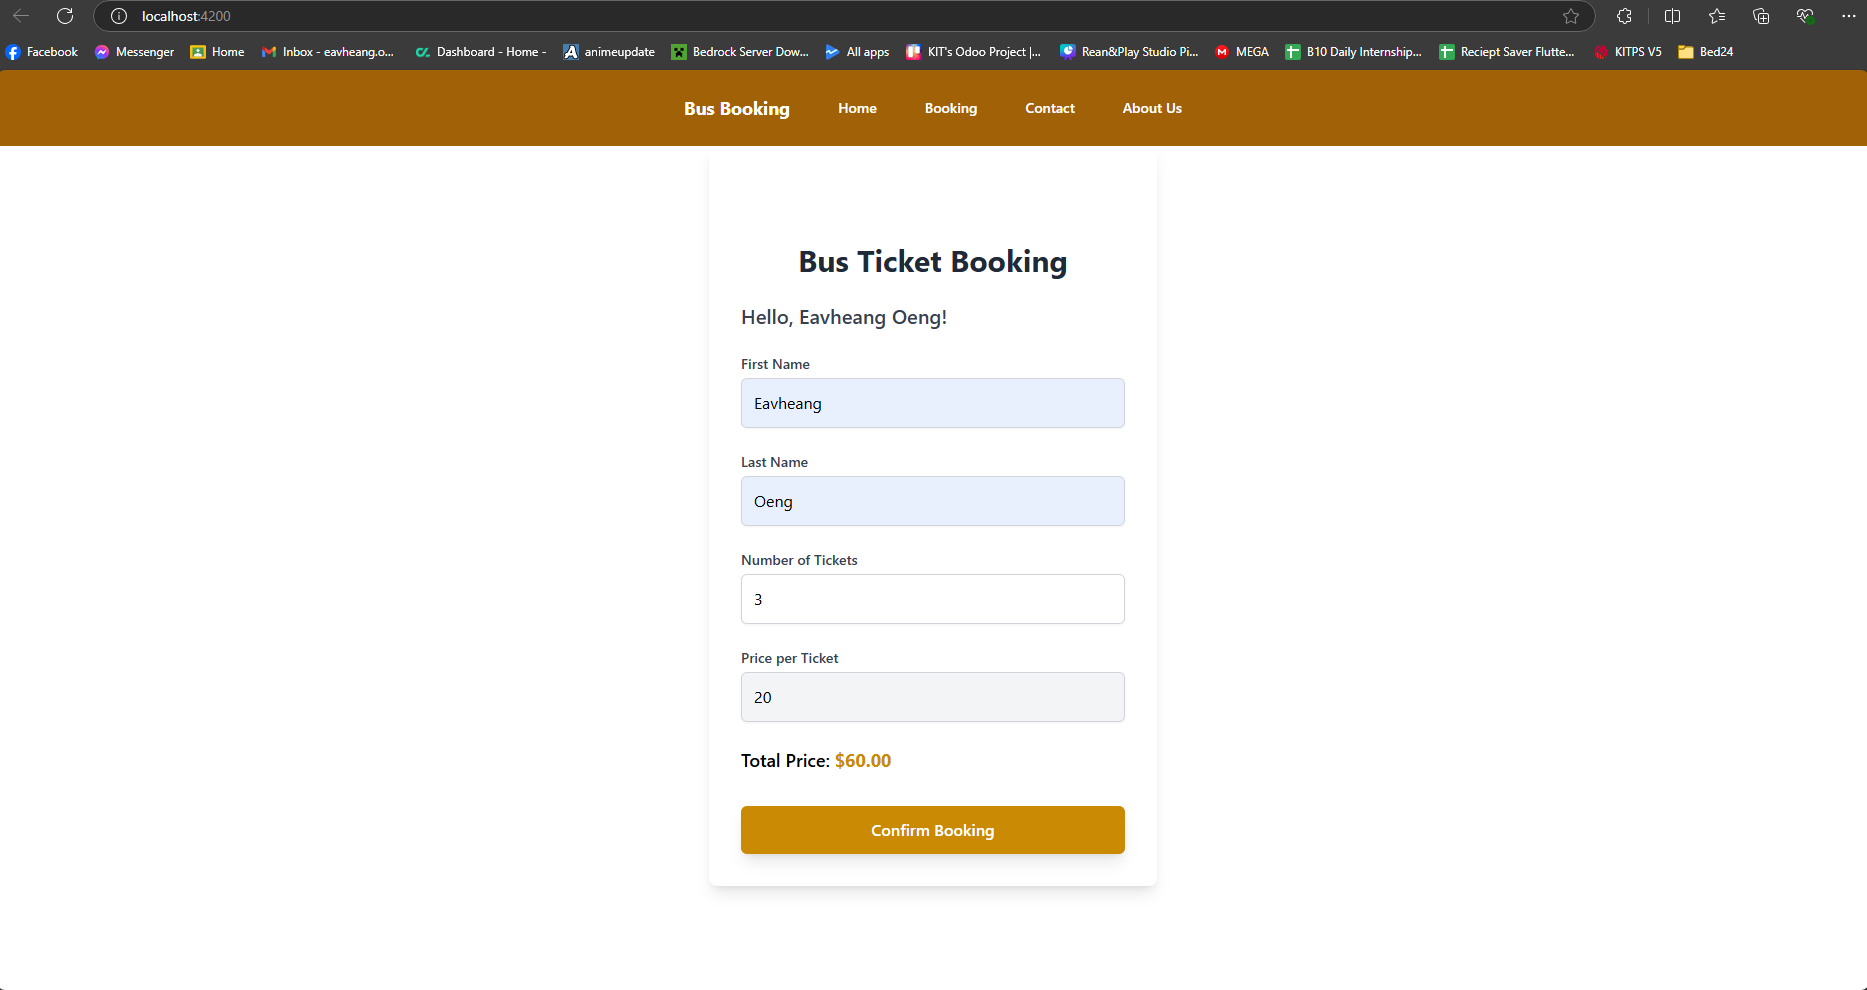 localhost:4200
Facebook Messenger Home Inbox - eavheang.o... Dashboard - Home - animeupdate Bedrock Server Dow... All apps KIT's Odoo Project |... Rean&Play Studio Pi... MEGA B10 Daily Internship... Reciept Saver Flutte... KITPS V5 Bed24
Bus Booking Home Booking Contact About Us
Bus Ticket Booking
Hello, Eavheang Oeng!
First Name
Eavheang
Last Name
Oeng
Number of Tickets
3
Price per Ticket
20
Total Price: $60.00
Confirm Booking